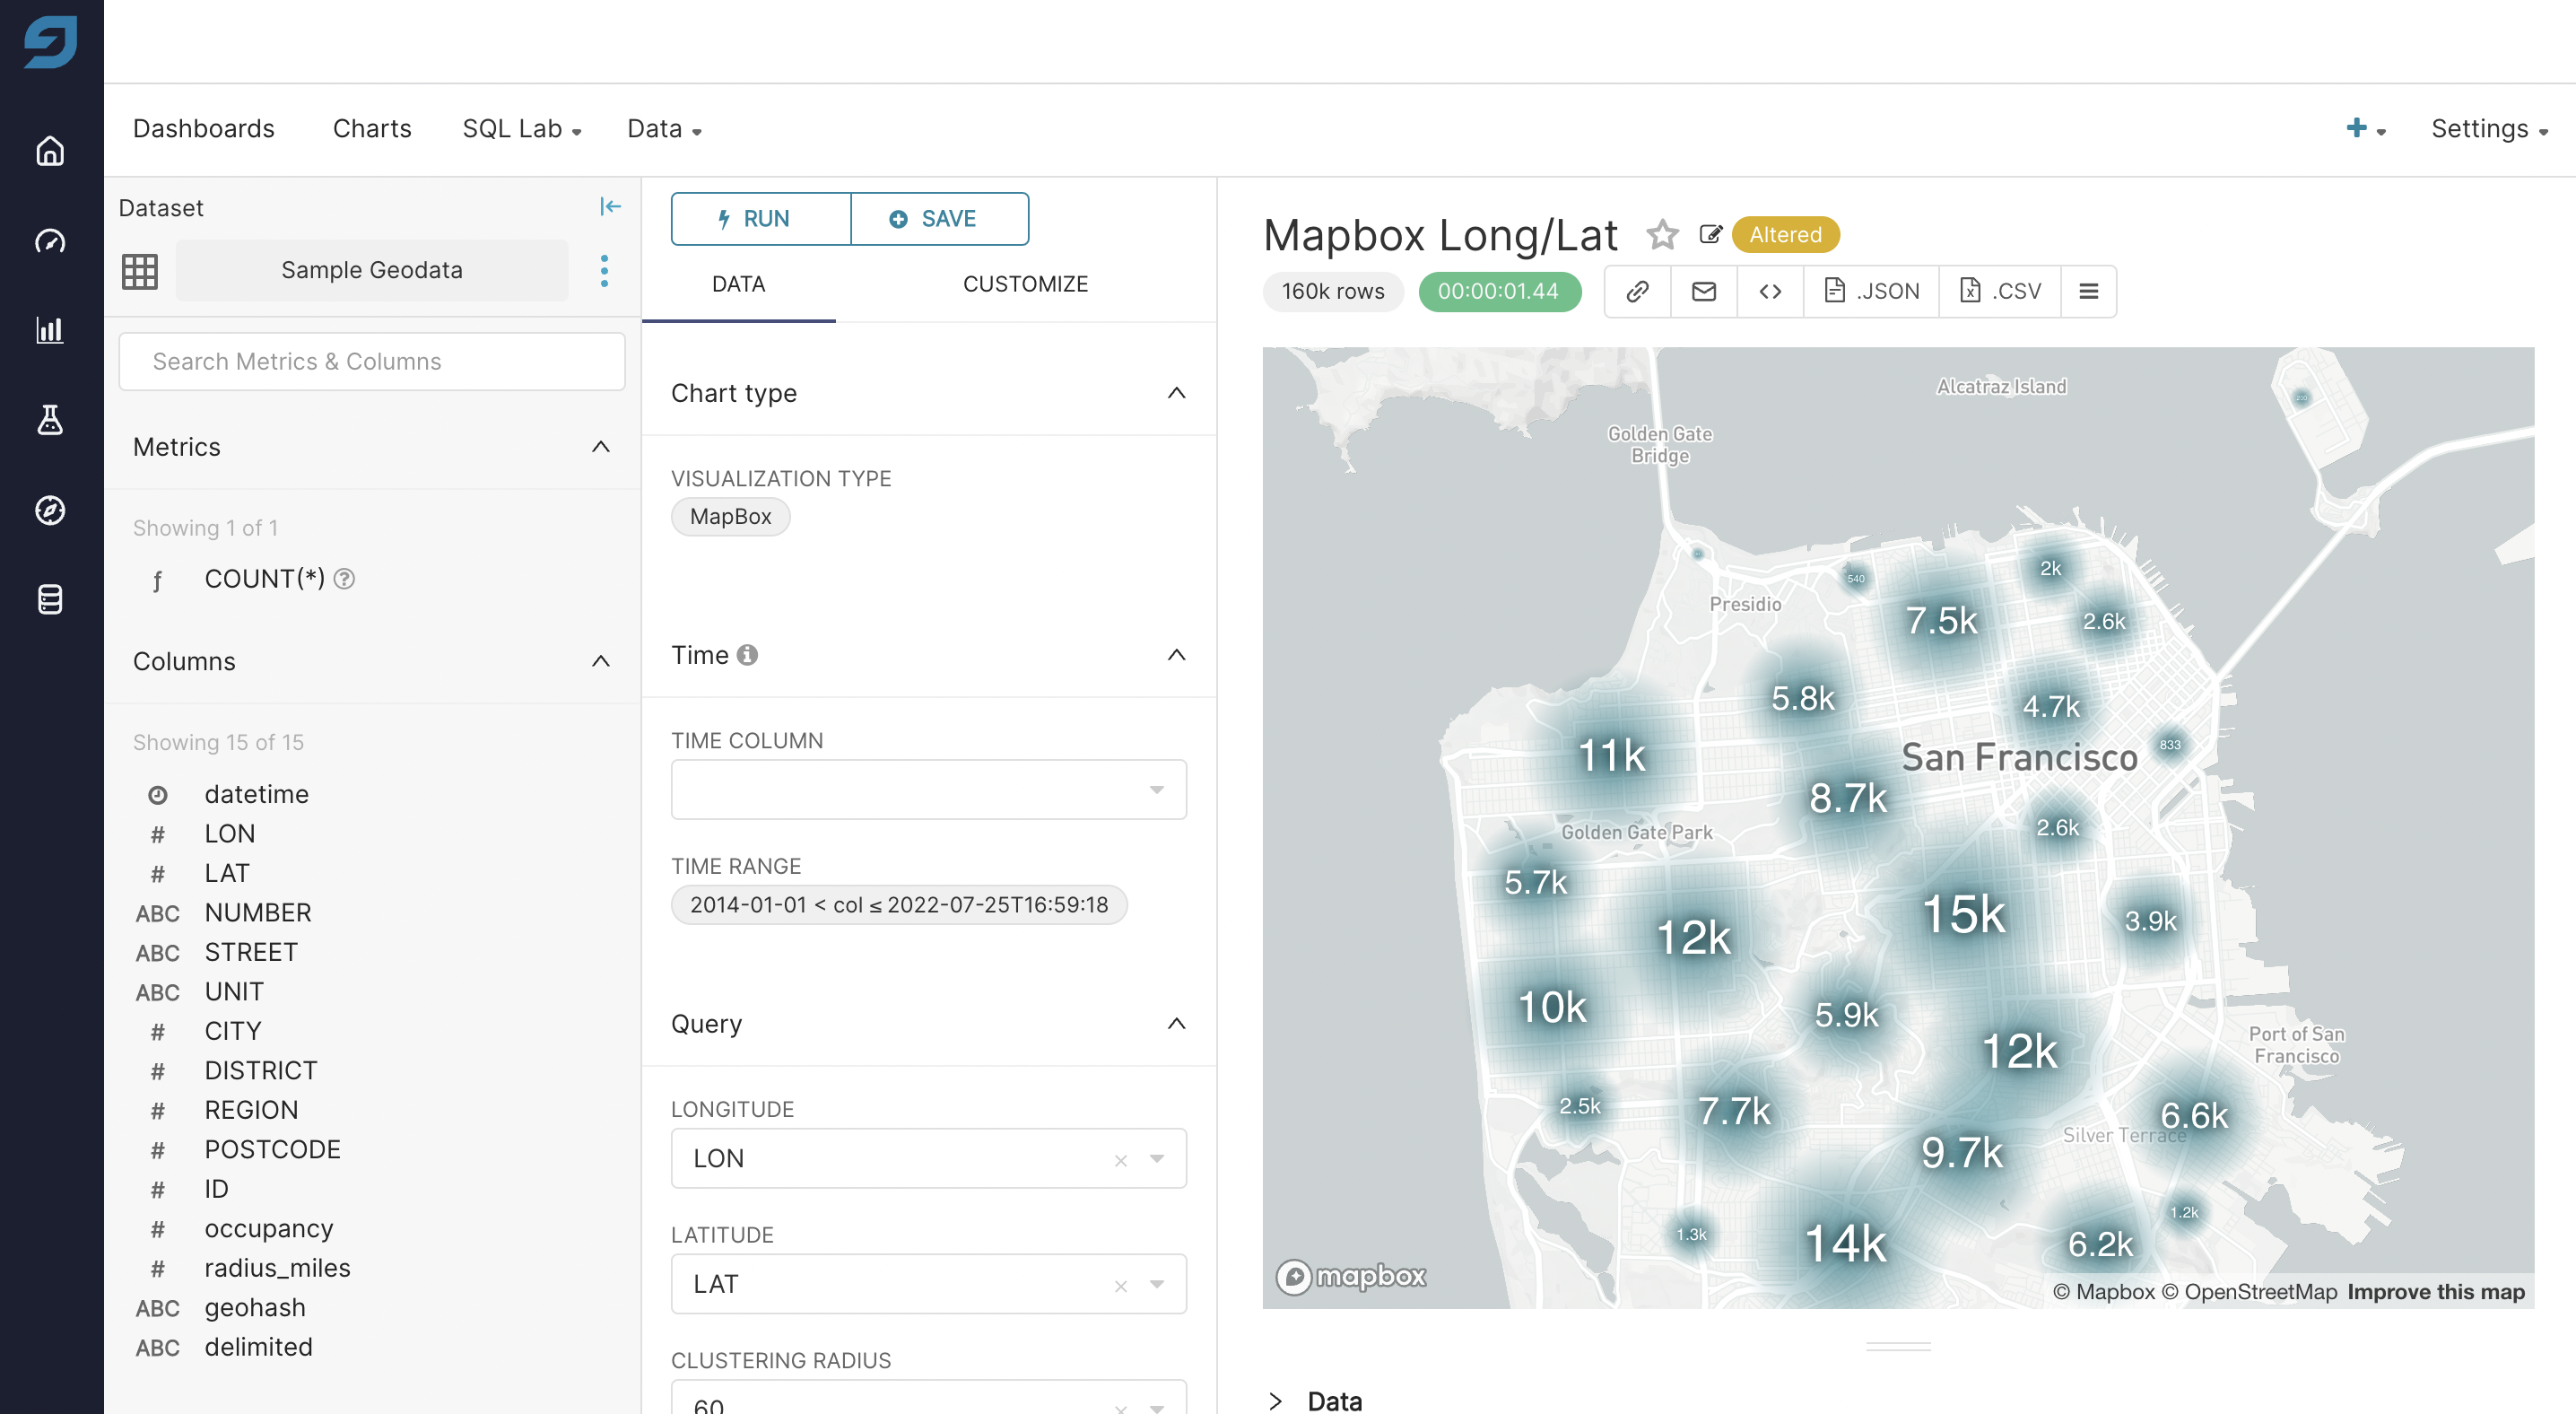 Dashboards
Charts
SQL Lab
Data
Settings
Dataset
Sample Geodata
Search Metrics & Columns
Metrics
Showing 1 of 1
ƒ COUNT(*) ?
Columns
Showing 15 of 15
datetime
# LON
# LAT
ABC NUMBER
ABC STREET
ABC UNIT
# CITY
# DISTRICT
# REGION
# POSTCODE
# ID
# occupancy
# radius_miles
ABC geohash
ABC delimited
RUN
SAVE
DATA
CUSTOMIZE
Chart type
VISUALIZATION TYPE
MapBox
Time
TIME COLUMN
TIME RANGE
2014-01-01 < col ≤ 2022-07-25T16:59:18
Query
LONGITUDE
LON
LATITUDE
LAT
CLUSTERING RADIUS
60
Mapbox Long/Lat
Altered
160k rows
00:00:01.44
.JSON
.CSV
Alcatraz Island
Golden Gate
Bridge
2k
540
Presidio
7.5k
2.6k
5.8k
4.7k
11k
San Francisco
833
8.7k
Golden Gate Park
2.6k
5.7k
15k
3.9k
12k
10k
5.9k
Port of San
Francisco
12k
2.5k
7.7k
6.6k
Silver Terrace
9.7k
1.2k
1.3k
14k
6.2k
mapbox
© Mapbox © OpenStreetMap Improve this map
Data